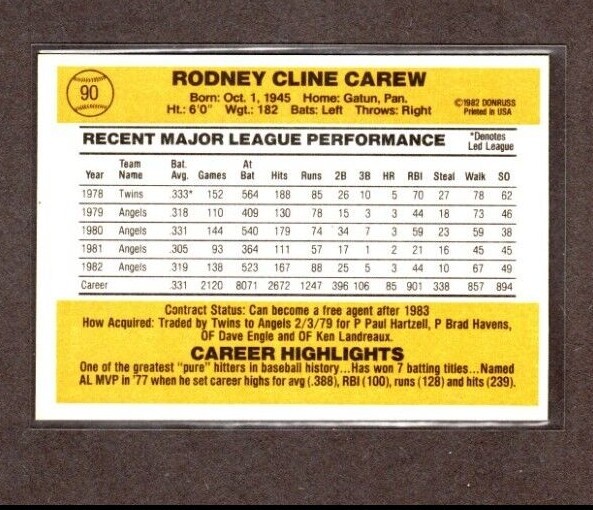 90
RODNEY CLINE CAREW
Born: Oct. 1, 1945 Home: Gatun, Pan.
Ht.: 6'0" Wgt.: 182 Bats: Left Throws: Right
©1982 DONRUSS
Printed in USA
RECENT MAJOR LEAGUE PERFORMANCE
*Denotes
Led League
Year Team Name Bat. Avg. Games At Bat Hits Runs 2B 3B HR RBI Steal Walk SO
1978 Twins .333* 152 564 188 85 26 10 5 70 27 78 62
1979 Angels .318 110 409 130 78 15 3 3 44 18 73 46
1980 Angels .331 144 540 179 74 34 7 3 59 23 59 38
1981 Angels .305 93 364 111 57 17 1 2 21 16 45 45
1982 Angels .319 138 523 167 88 25 5 3 44 10 67 49
Career .331 2120 8071 2672 1247 396 106 85 901 338 857 894
Contract Status: Can become a free agent after 1983
How Acquired: Traded by Twins to Angels 2/3/79 for P Paul Hartzell, P Brad Havens,
OF Dave Engle and OF Ken Landreaux.
CAREER HIGHLIGHTS
One of the greatest "pure" hitters in baseball history...Has won 7 batting titles...Named
AL MVP in '77 when he set career highs for avg (.388), RBI (100), runs (128) and hits (239).